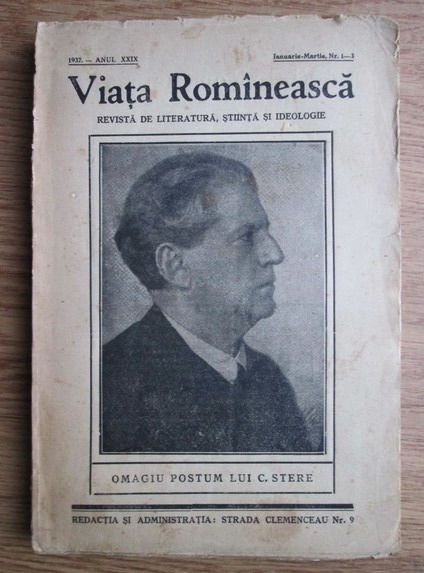 1937. — ANUL XXIX
Ianuarie-Martie, Nr. 1—3
Viața Romînească
REVISTĂ DE LITERATURĂ, ȘTIINȚĂ ȘI IDEOLOGIE
OMAGIU POSTUM LUI C. STERE
REDACȚIA ȘI ADMINISTRAȚIA: STRADA CLEMENCEAU Nr. 9